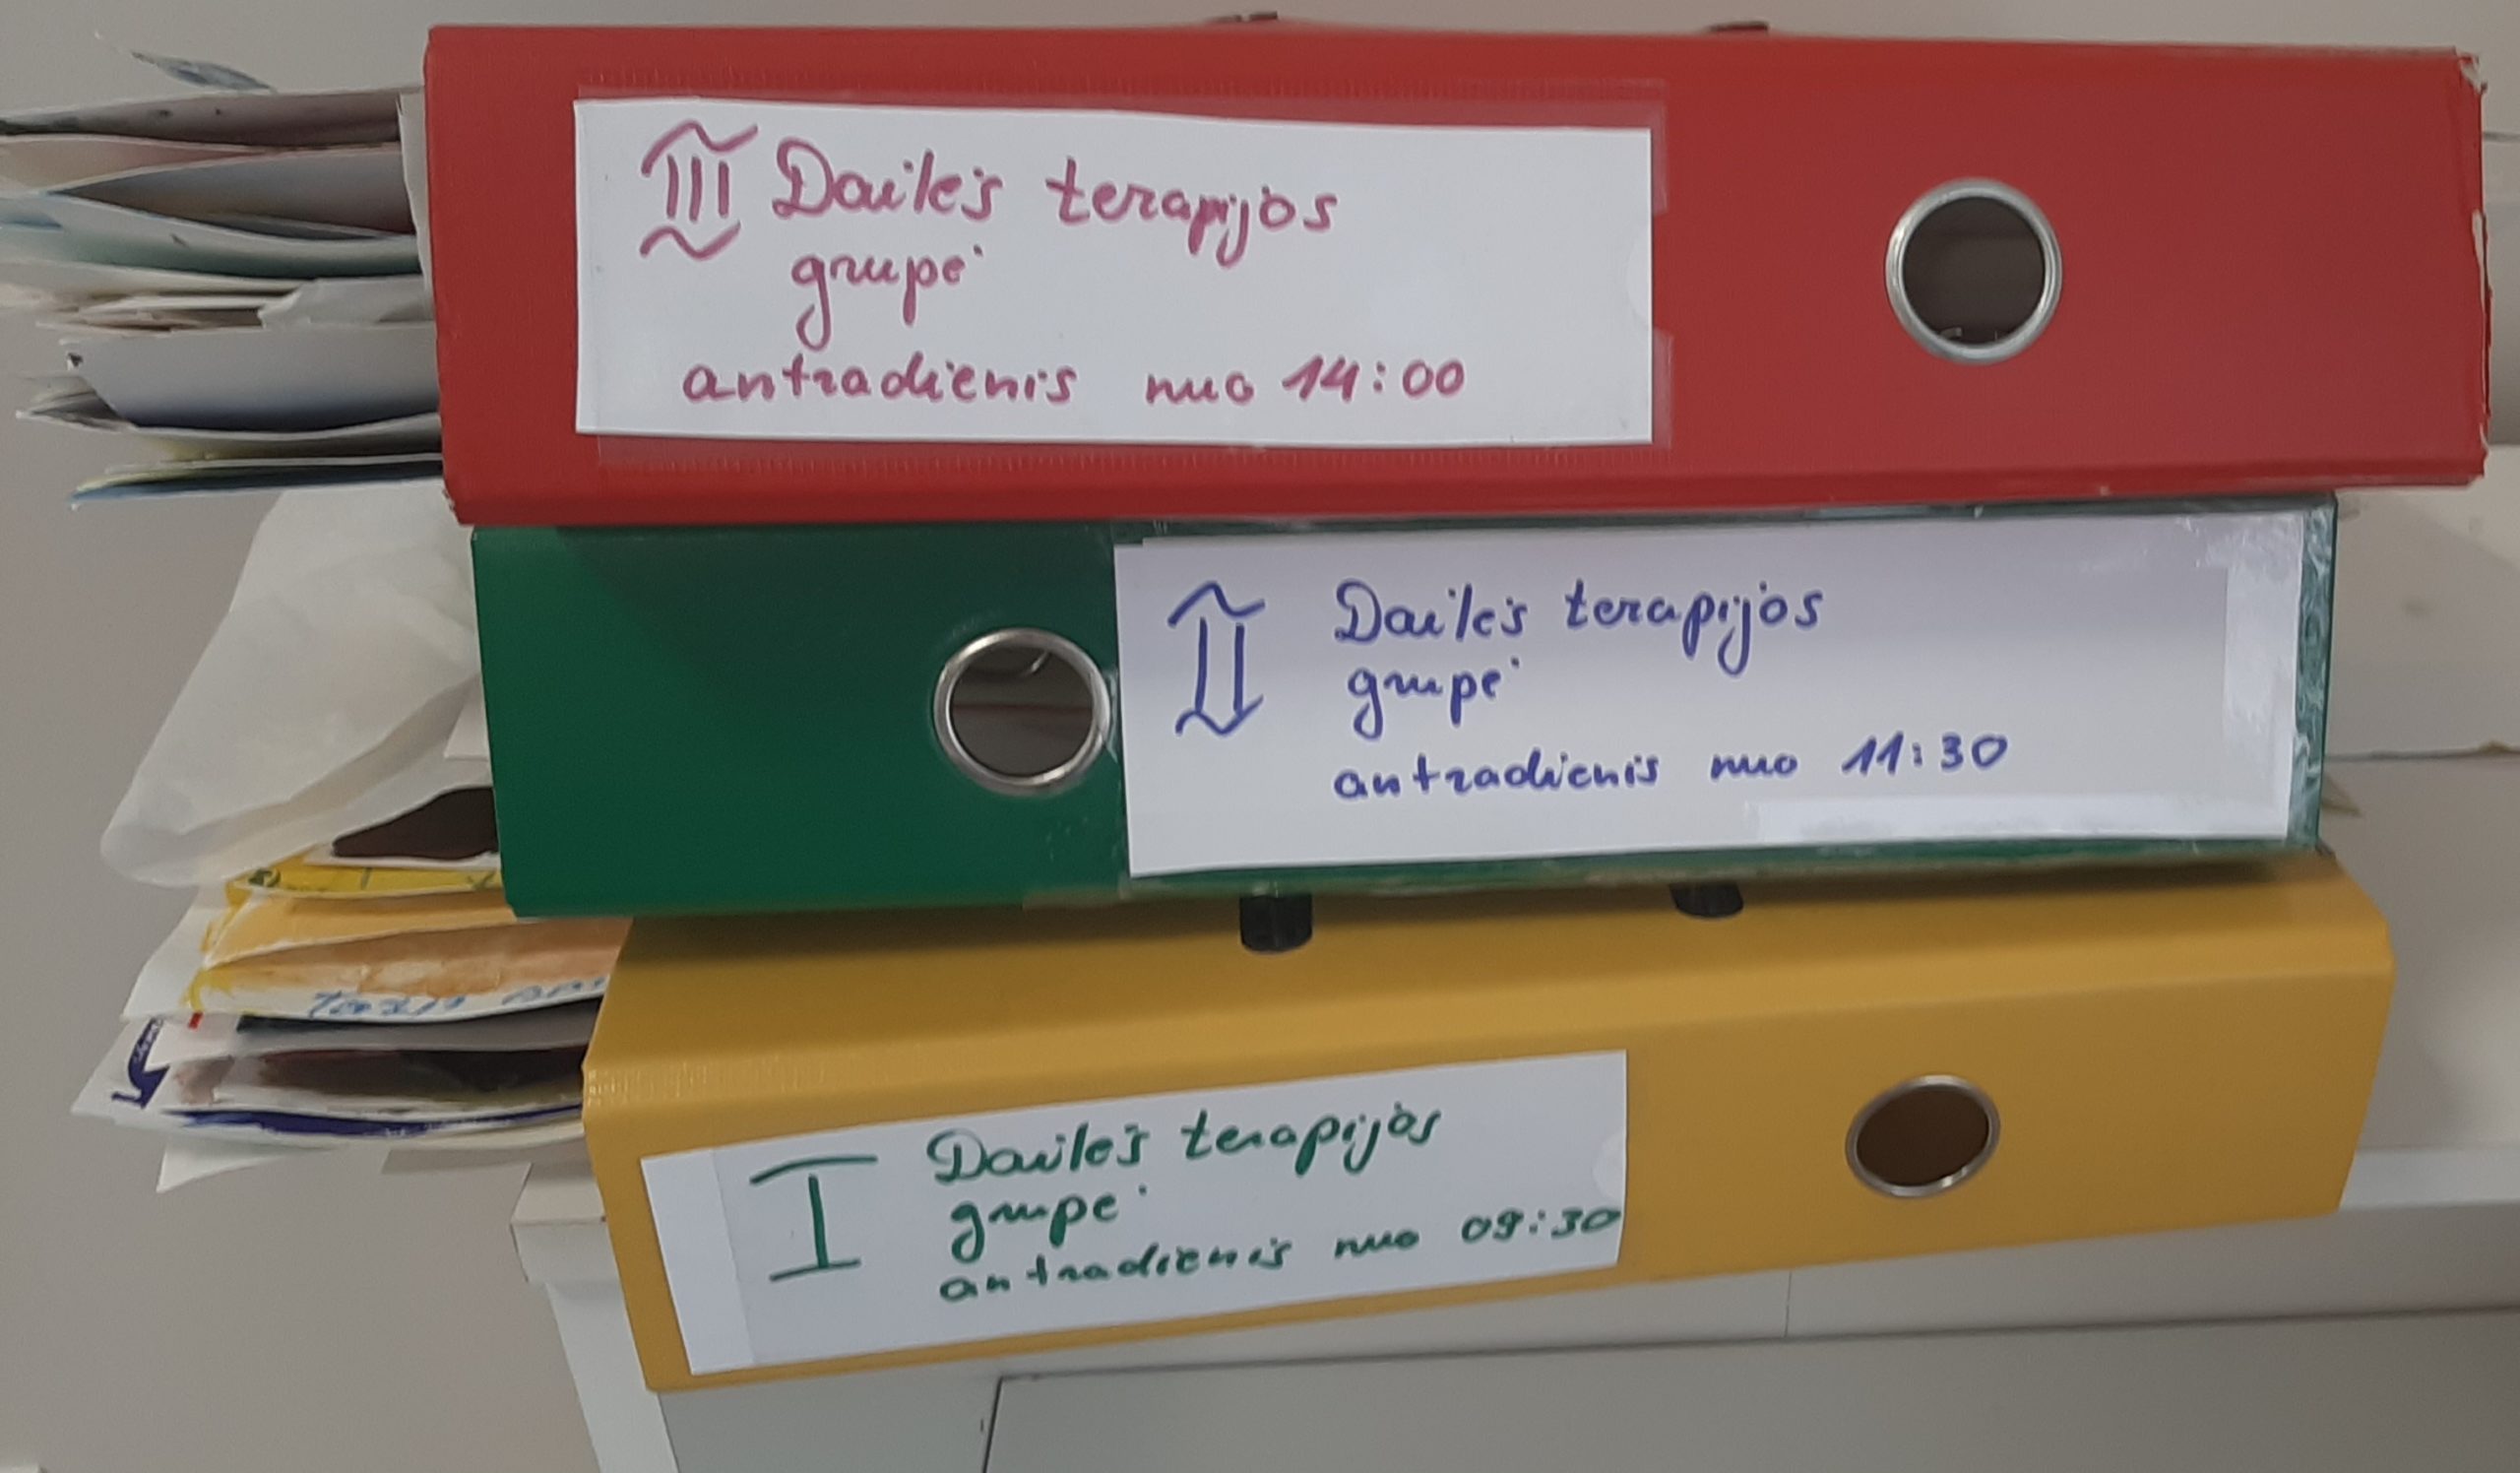 III Dailės terapijos
grupė
antradienis nuo 14:00
II Dailės terapijos
grupė
antradienis nuo 11:30
I Dailės terapijos
grupė
antradienis nuo 09:30